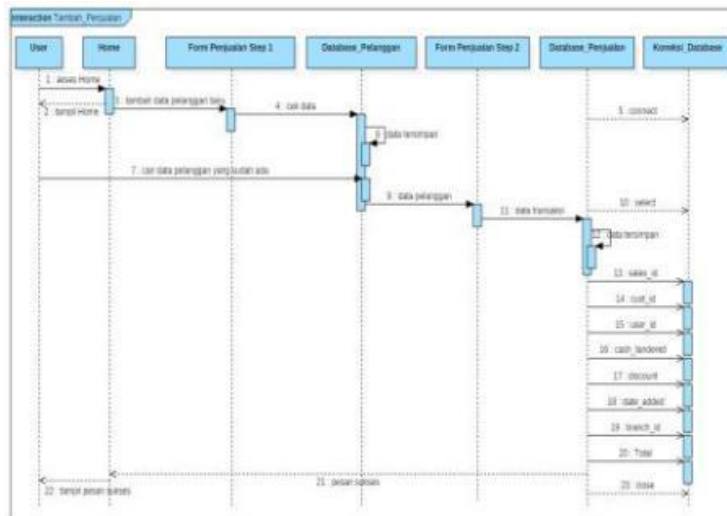 interaction Tambah_Penjualan
User
Home
Form Penjualan Step 1
Database_Pelanggan
Form Penjualan Step 2
Database_Penjualan
Koneksi_Database
1 : akses Home
2 : tampil Home
3 : tambah data pelanggan baru
4 : cek data
5 : connect
6 : data tersimpan
7 : cari data pelanggan yang sudah ada
9 : data pelanggan
10 : select
11 : data transaksi
12 : data tersimpan
13 : sales_id
14 : cust_id
15 : user_id
16 : cash_tendered
17 : discount
18 : date_added
19 : branch_id
20 : Total
21 : pesan sukses
22 : tampil pesan sukses
23 : close